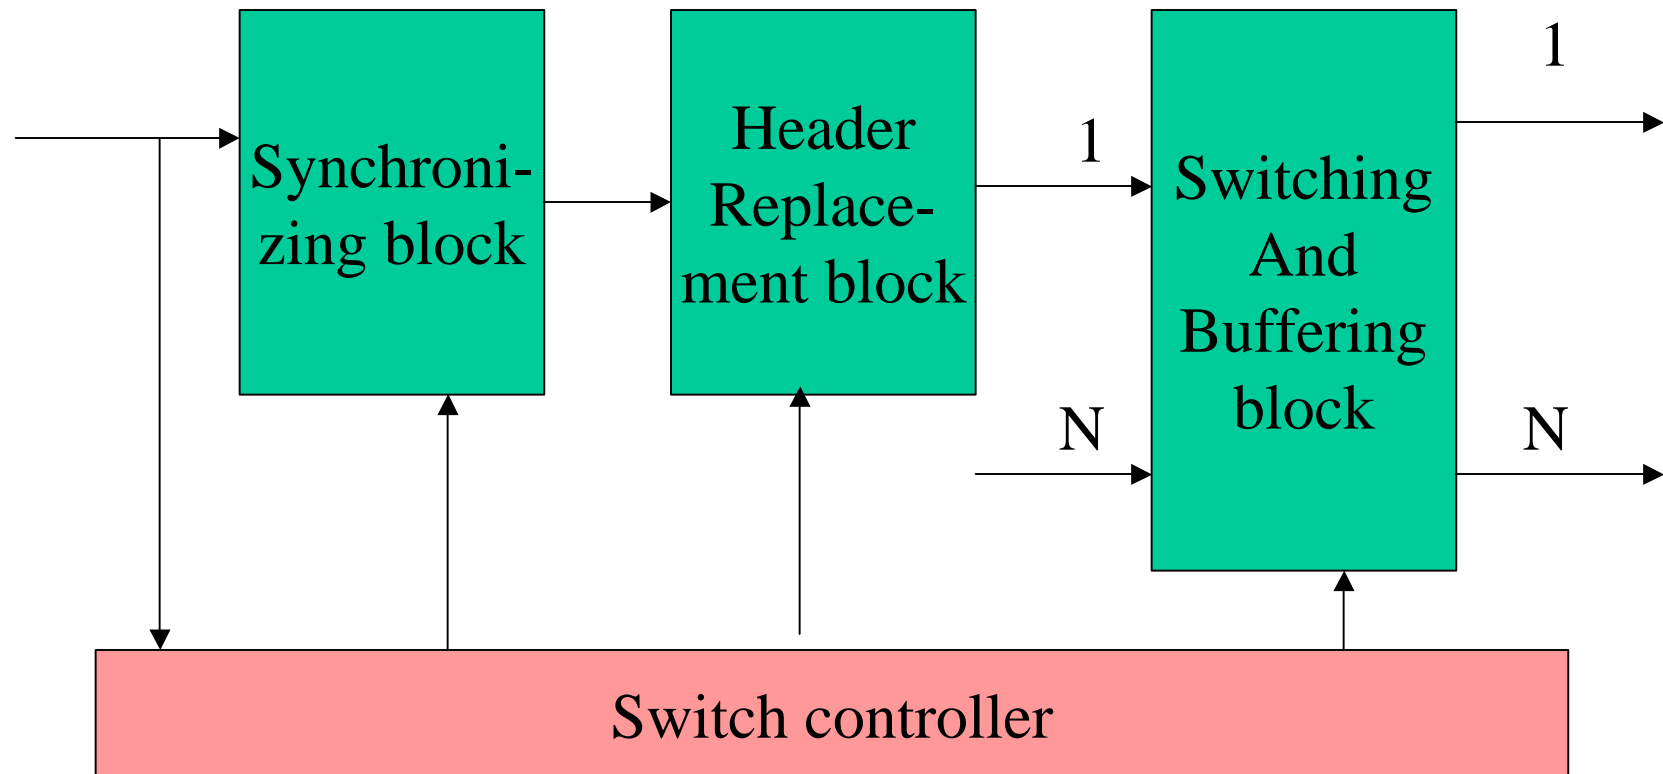 Synchroni-
zing block
Header
Replace-
ment block
1
N
Switching
And
Buffering
block
1
N
Switch controller